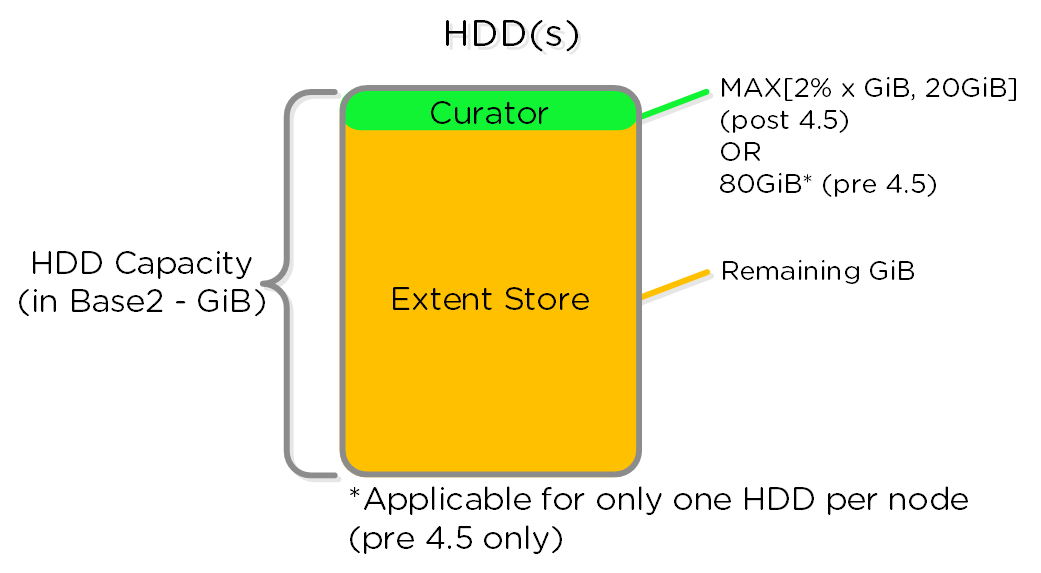 HDD(s)
Curator
MAX[2% x GiB, 20GiB]
(post 4.5)
OR
80GiB* (pre 4.5)
HDD Capacity
(in Base2 - GiB)
Extent Store
Remaining GiB
*Applicable for only one HDD per node
(pre 4.5 only)